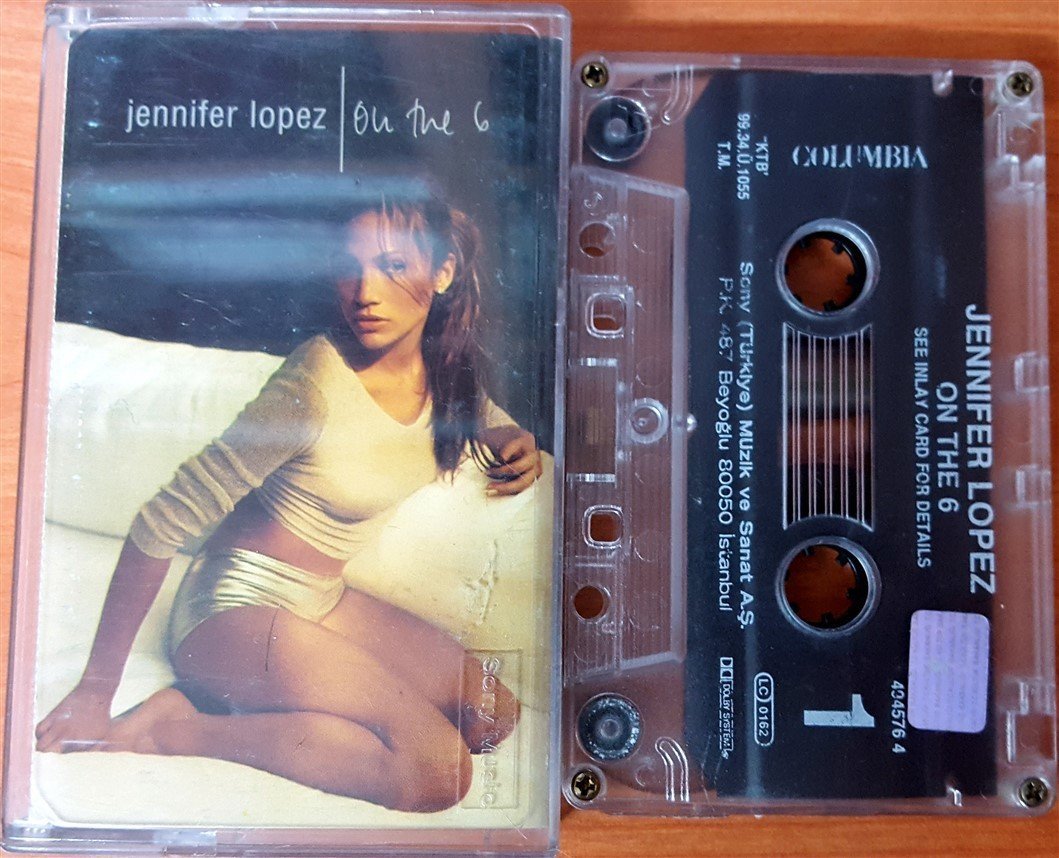 jennifer lopez | on the 6
Sony Music
COLUMBIA
"KTB"
99.34.Ü.1055
T.M.
Sony (Türkiye) Müzik ve Sanat A.Ş.
P.K. 487 Beyoğlu 80050 İstanbul
JENNIFER LOPEZ
ON THE 6
SEE INLAY CARD FOR DETAILS
DOLBY SYSTEM
LC 0162
1
494576 4